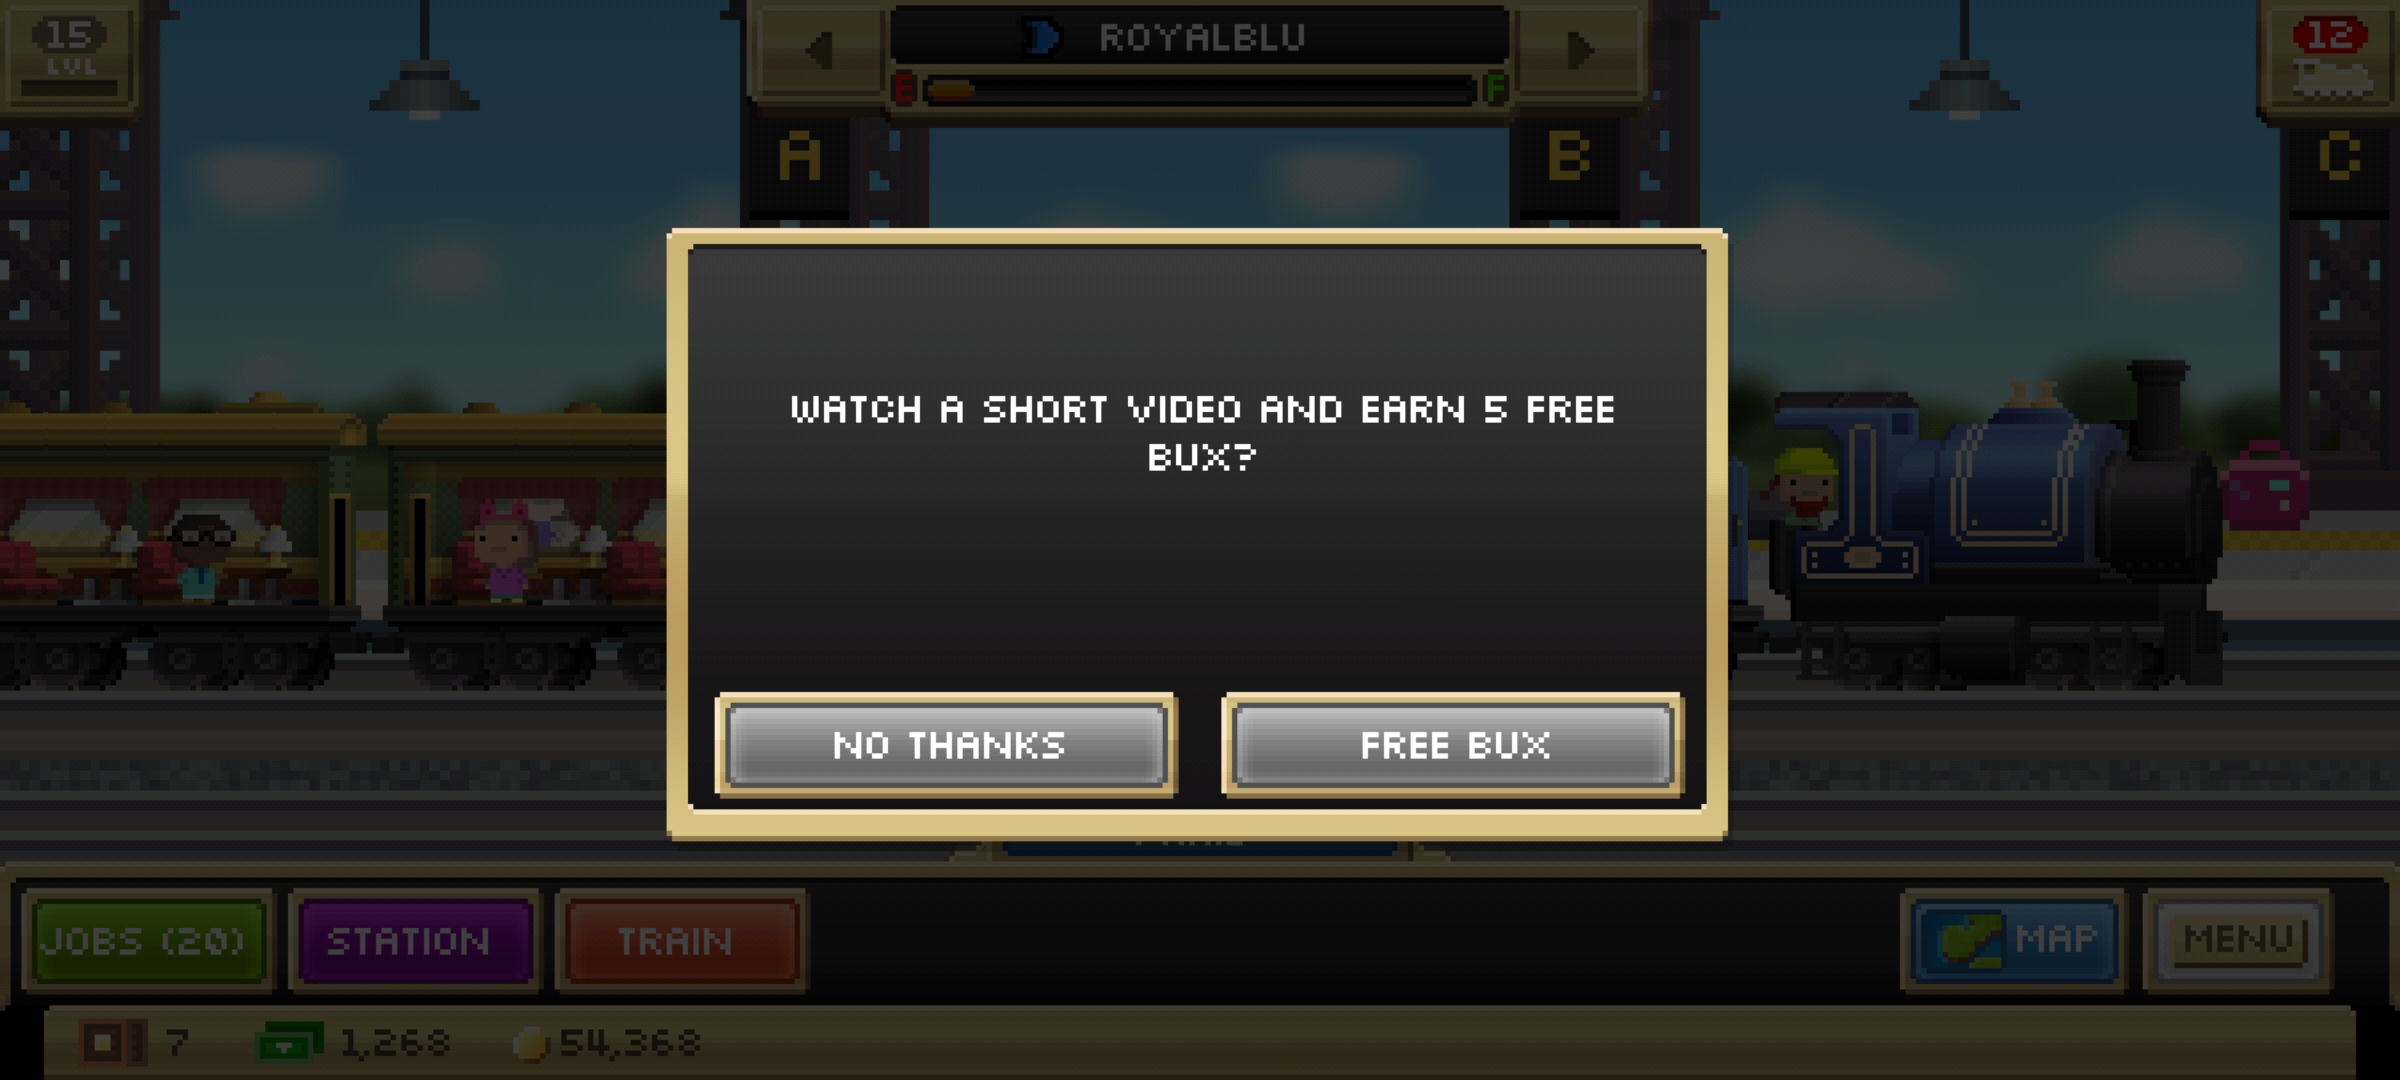 15
LVL
ROYALBLU
12
E
F
A
B
C
WATCH A SHORT VIDEO AND EARN 5 FREE
BUX?
NO THANKS
FREE BUX
JOBS (20)
STATION
TRAIN
MAP
MENU
7
1,268
54,368